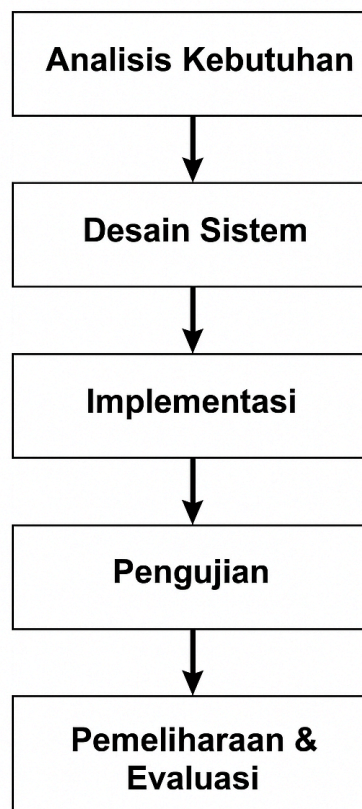 Analisis Kebutuhan
Desain Sistem
Implementasi
Pengujian
Pemeliharaan &
Evaluasi